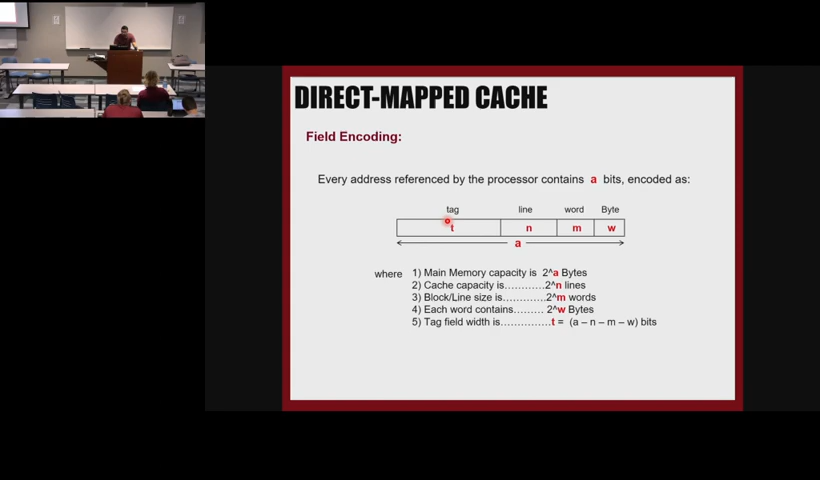 DIRECT-MAPPED CACHE
Field Encoding:
Every address referenced by the processor contains a bits, encoded as:
tag line word Byte
t n m w
a
where 1) Main Memory capacity is 2^a Bytes
2) Cache capacity is…………2^n lines
3) Block/Line size is…………..2^m words
4) Each word contains……… 2^w Bytes
5) Tag field width is……………t = (a – n – m – w) bits